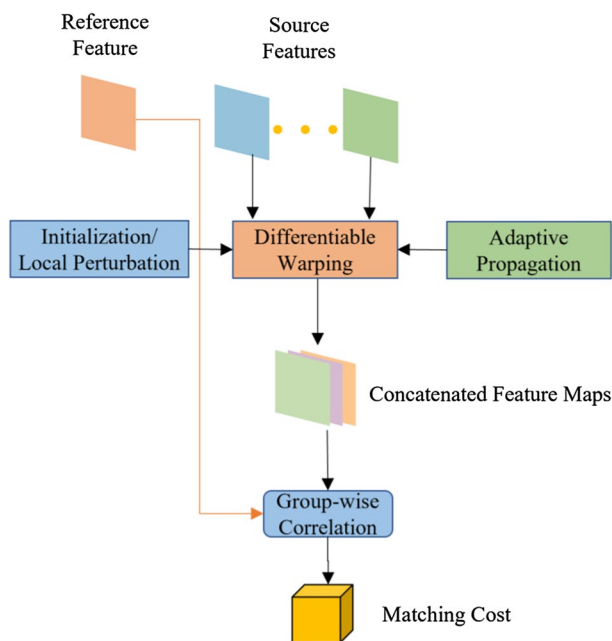 Reference
Feature
Source
Features
Initialization/
Local Perturbation
Differentiable
Warping
Adaptive
Propagation
Concatenated Feature Maps
Group-wise
Correlation
Matching Cost